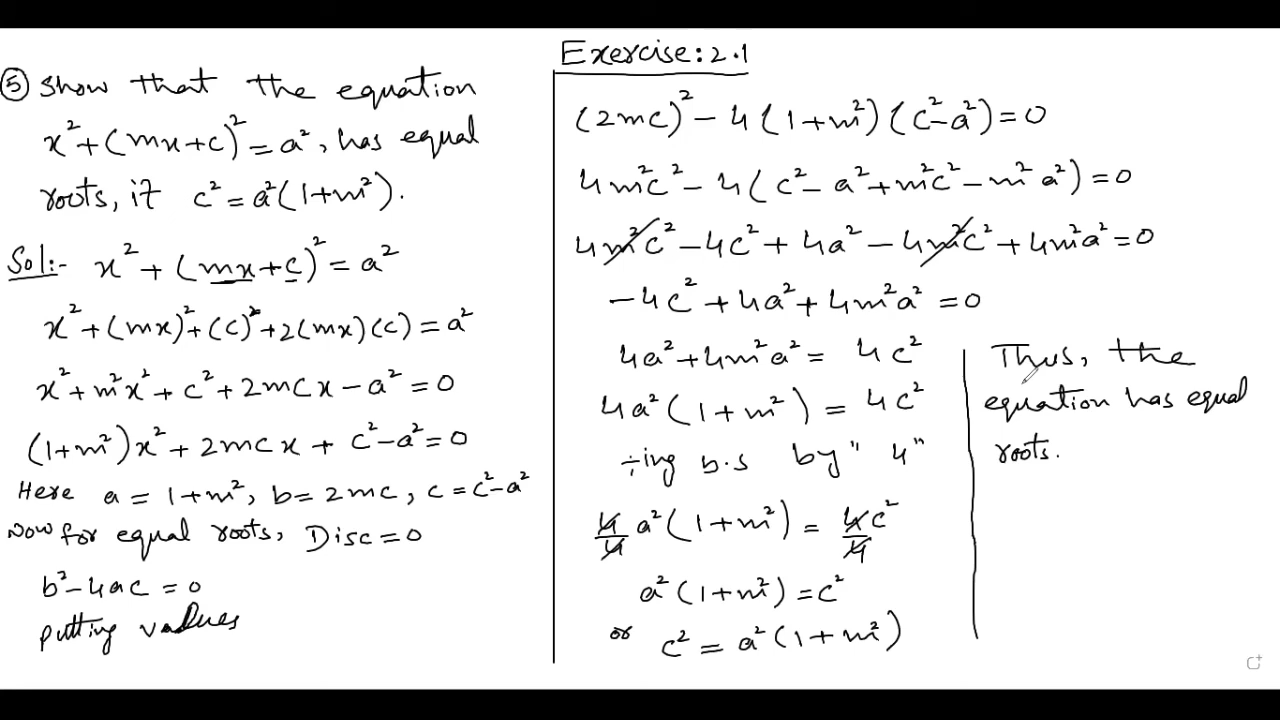 Exercise: 2.1
⑤ Show that the equation
x² + (mx + c)² = a², has equal
roots, if c² = a²(1+m²).
Sol:- x² + (mx + c)² = a²
x² + (mx)² + (c)² + 2(mx)(c) = a²
x² + m²x² + c² + 2mcx − a² = 0
(1+m²)x² + 2mcx + c² − a² = 0
Here a = 1+m², b = 2mc, c = c² − a²
Now for equal roots, Disc = 0
b² − 4ac = 0
putting values
(2mc)² − 4(1+m²)(c² − a²) = 0
4m²c² − 4(c² − a² + m²c² − m²a²) = 0
4m²c² − 4c² + 4a² − 4m²c² + 4m²a² = 0
−4c² + 4a² + 4m²a² = 0
4a² + 4m²a² = 4c²
4a²(1+m²) = 4c²
÷ing b.s by "4"
4/4 a²(1+m²) = 4c²/4
a²(1+m²) = c²
or c² = a²(1+m²)
Thus, the
equation has equal
roots.